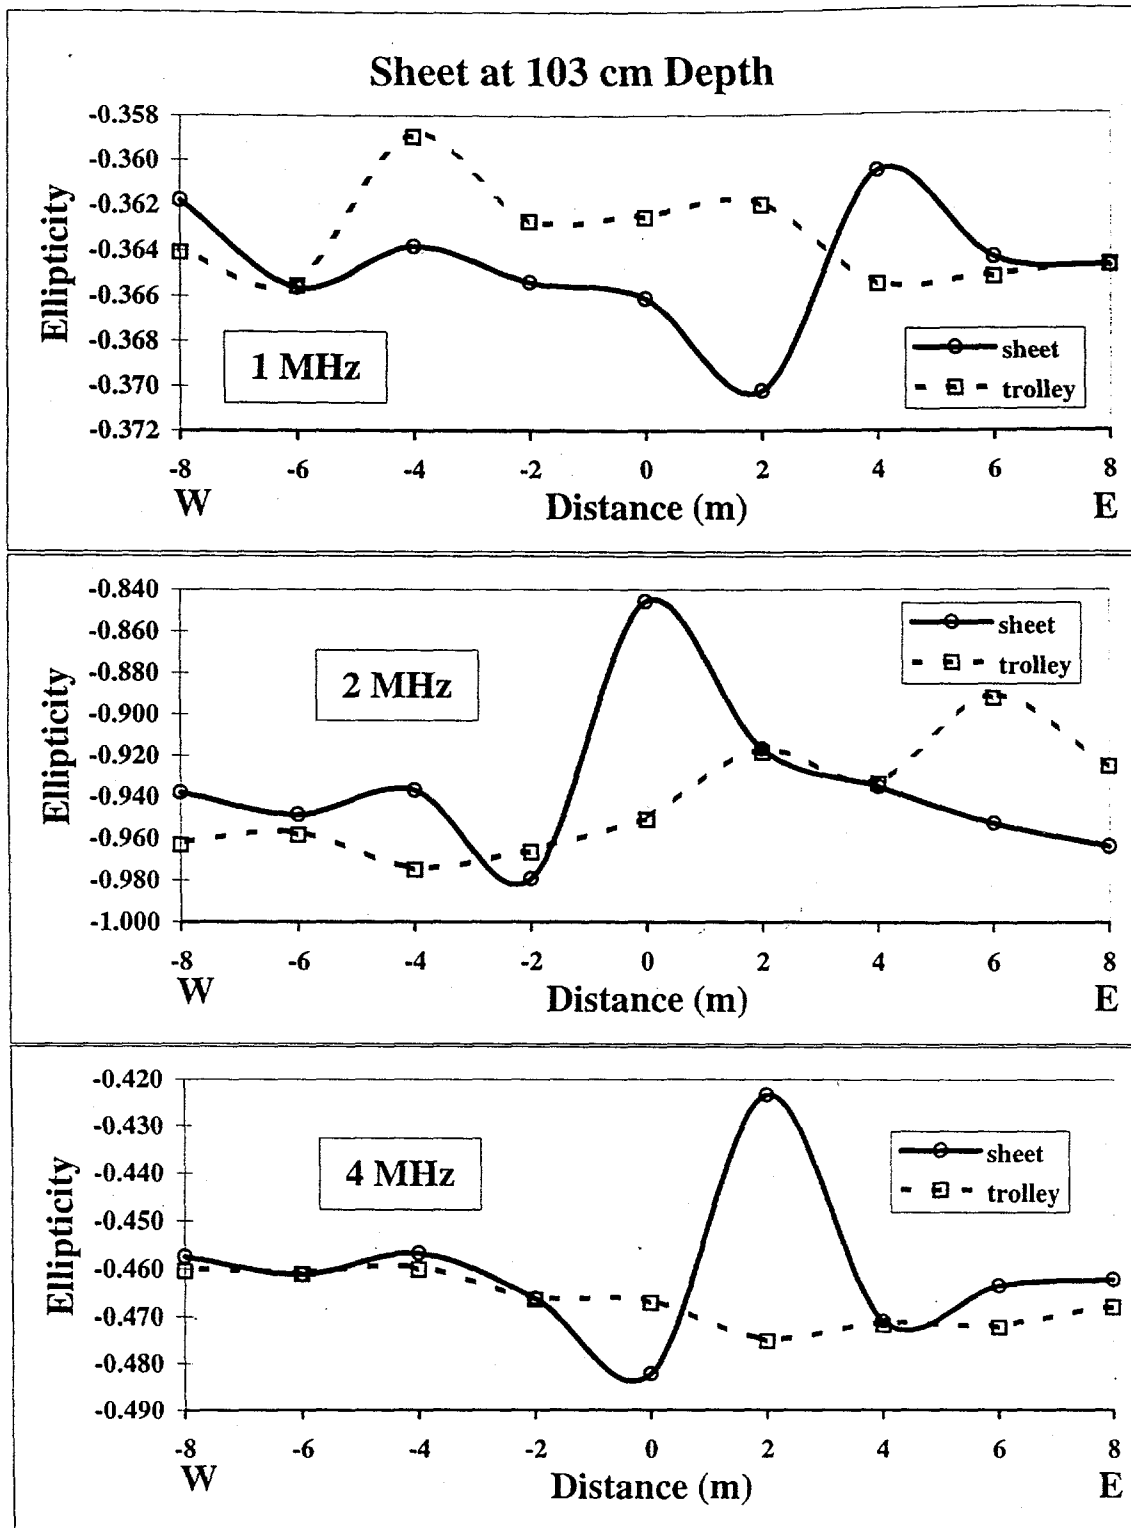 Sheet at 103 cm Depth
-0.358
-0.360
-0.362
-0.364
-0.366
-0.368
-0.370
-0.372
Ellipticity
1 MHz
sheet
trolley
-8 -6 -4 -2 0 2 4 6 8
W Distance (m) E
-0.840
-0.860
-0.880
-0.900
-0.920
-0.940
-0.960
-0.980
-1.000
Ellipticity
2 MHz
sheet
trolley
-8 -6 -4 -2 0 2 4 6 8
W Distance (m) E
-0.420
-0.430
-0.440
-0.450
-0.460
-0.470
-0.480
-0.490
Ellipticity
4 MHz
sheet
trolley
-8 -6 -4 -2 0 2 4 6 8
W Distance (m) E